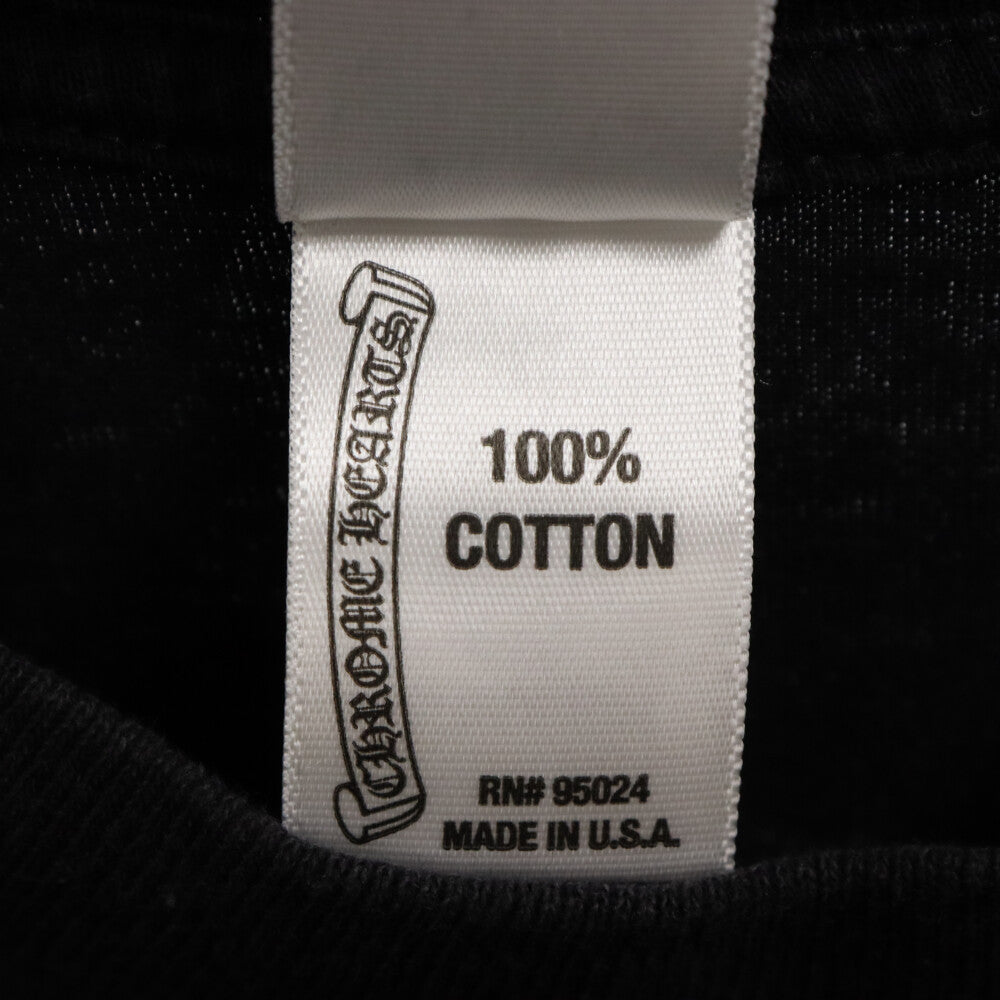 CHROME HEARTS
100%
COTTON
RN# 95024
MADE IN U.S.A.